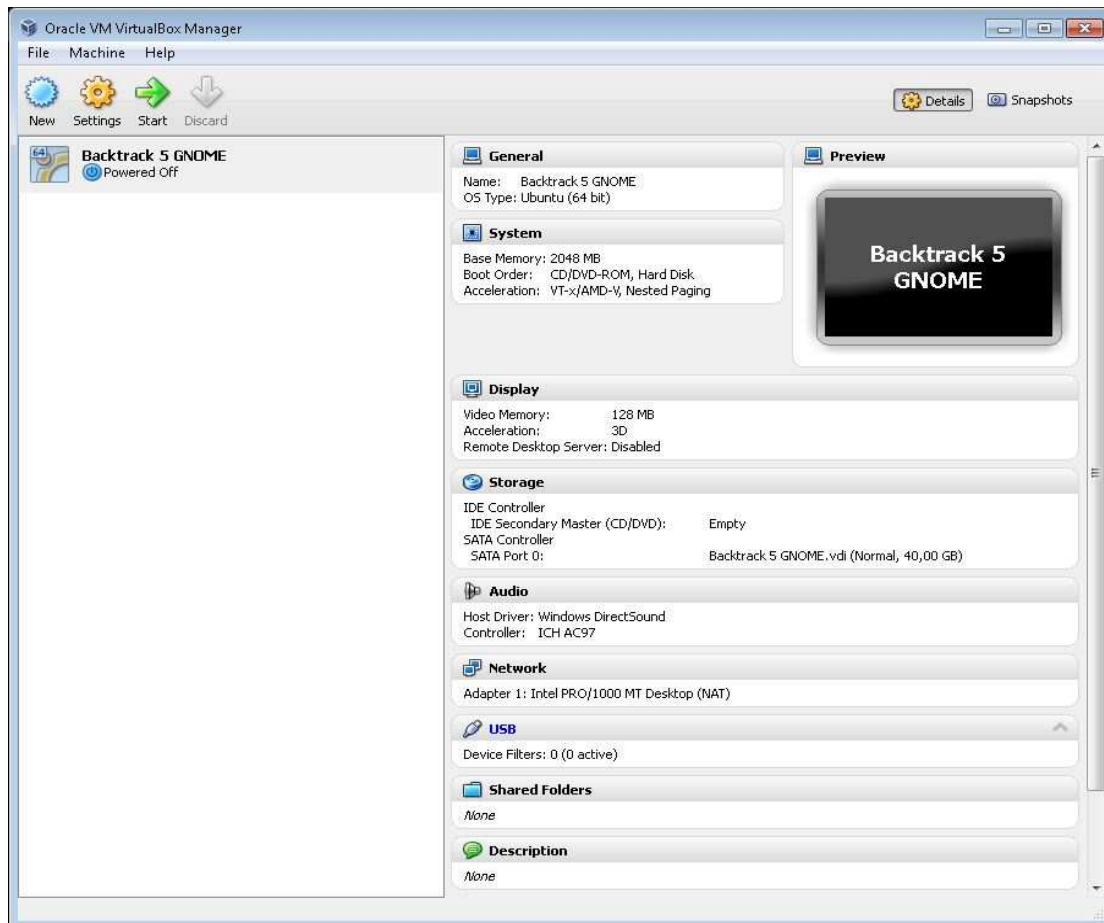 Oracle VM VirtualBox Manager
File Machine Help
New Settings Start Discard
Details Snapshots
64 Backtrack 5 GNOME
Powered Off
General
Name: Backtrack 5 GNOME
OS Type: Ubuntu (64 bit)
System
Base Memory: 2048 MB
Boot Order: CD/DVD-ROM, Hard Disk
Acceleration: VT-x/AMD-V, Nested Paging
Preview
Backtrack 5
GNOME
Display
Video Memory: 128 MB
Acceleration: 3D
Remote Desktop Server: Disabled
Storage
IDE Controller
IDE Secondary Master (CD/DVD): Empty
SATA Controller
SATA Port 0: Backtrack 5 GNOME.vdi (Normal, 40,00 GB)
Audio
Host Driver: Windows DirectSound
Controller: ICH AC97
Network
Adapter 1: Intel PRO/1000 MT Desktop (NAT)
USB
Device Filters: 0 (0 active)
Shared Folders
None
Description
None